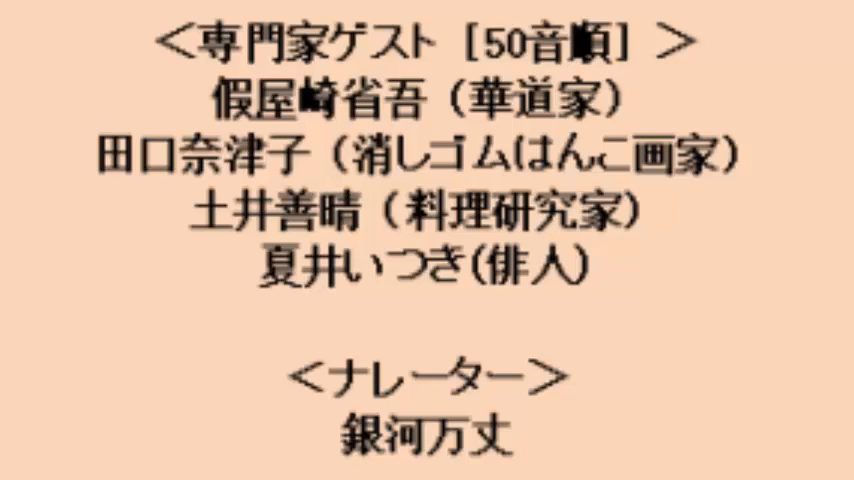 ＜専門家ゲスト［50音順］＞
假屋崎省吾（華道家）
田口奈津子（消しゴムはんこ画家）
土井善晴（料理研究家）
夏井いつき(俳人)
＜ナレーター＞
銀河万丈